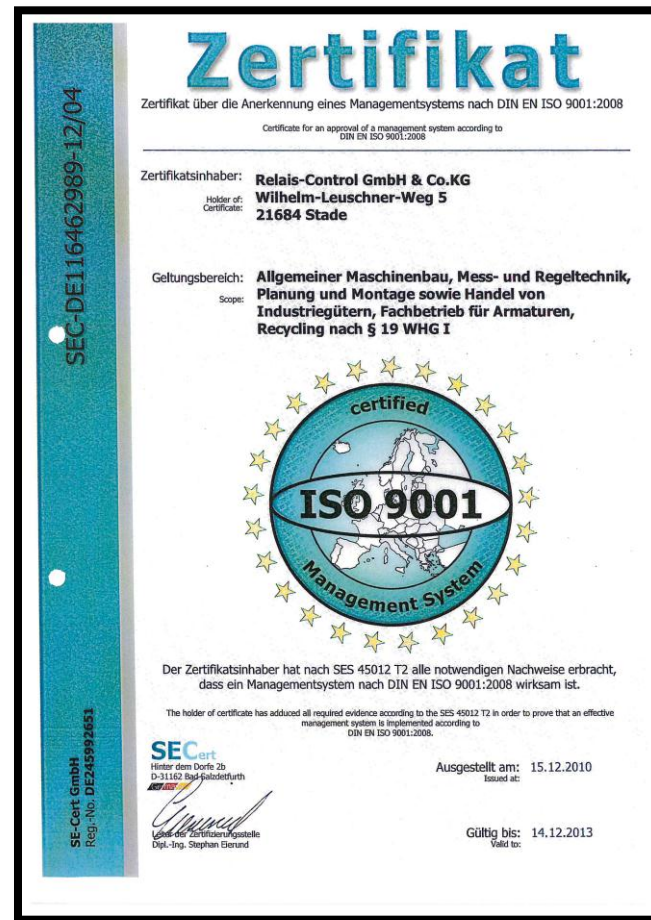 Zertifikat
Zertifikat über die Anerkennung eines Managementsystems nach DIN EN ISO 9001:2008
Certificate for an approval of a management system according to
DIN EN ISO 9001:2008
SEC-DE116462989-12/04
Zertifikatsinhaber:
Holder of
Certificate:
Relais-Control GmbH & Co.KG
Wilhelm-Leuschner-Weg 5
21684 Stade
Geltungsbereich:
Scope:
Allgemeiner Maschinenbau, Mess- und Regeltechnik,
Planung und Montage sowie Handel von
Industriegütern, Fachbetrieb für Armaturen,
Recycling nach § 19 WHG I
certified
ISO 9001
Management System
Der Zertifikatsinhaber hat nach SES 45012 T2 alle notwendigen Nachweise erbracht,
dass ein Managementsystem nach DIN EN ISO 9001:2008 wirksam ist.
The holder of certificate has adduced all required evidence according to the SES 45012 T2 in order to prove that an effective
management system is implemented according to
DIN EN ISO 9001:2008.
SECert
Hinter dem Dorfe 2b
D-31162 Bad Salzdetfurth
Leiter der Zertifizierungsstelle
Dipl.-Ing. Stephan Eierund
Ausgestellt am: 15.12.2010
Issued at:
Gültig bis: 14.12.2013
Valid to:
SE-Cert GmbH
Reg.-No. DE245992651